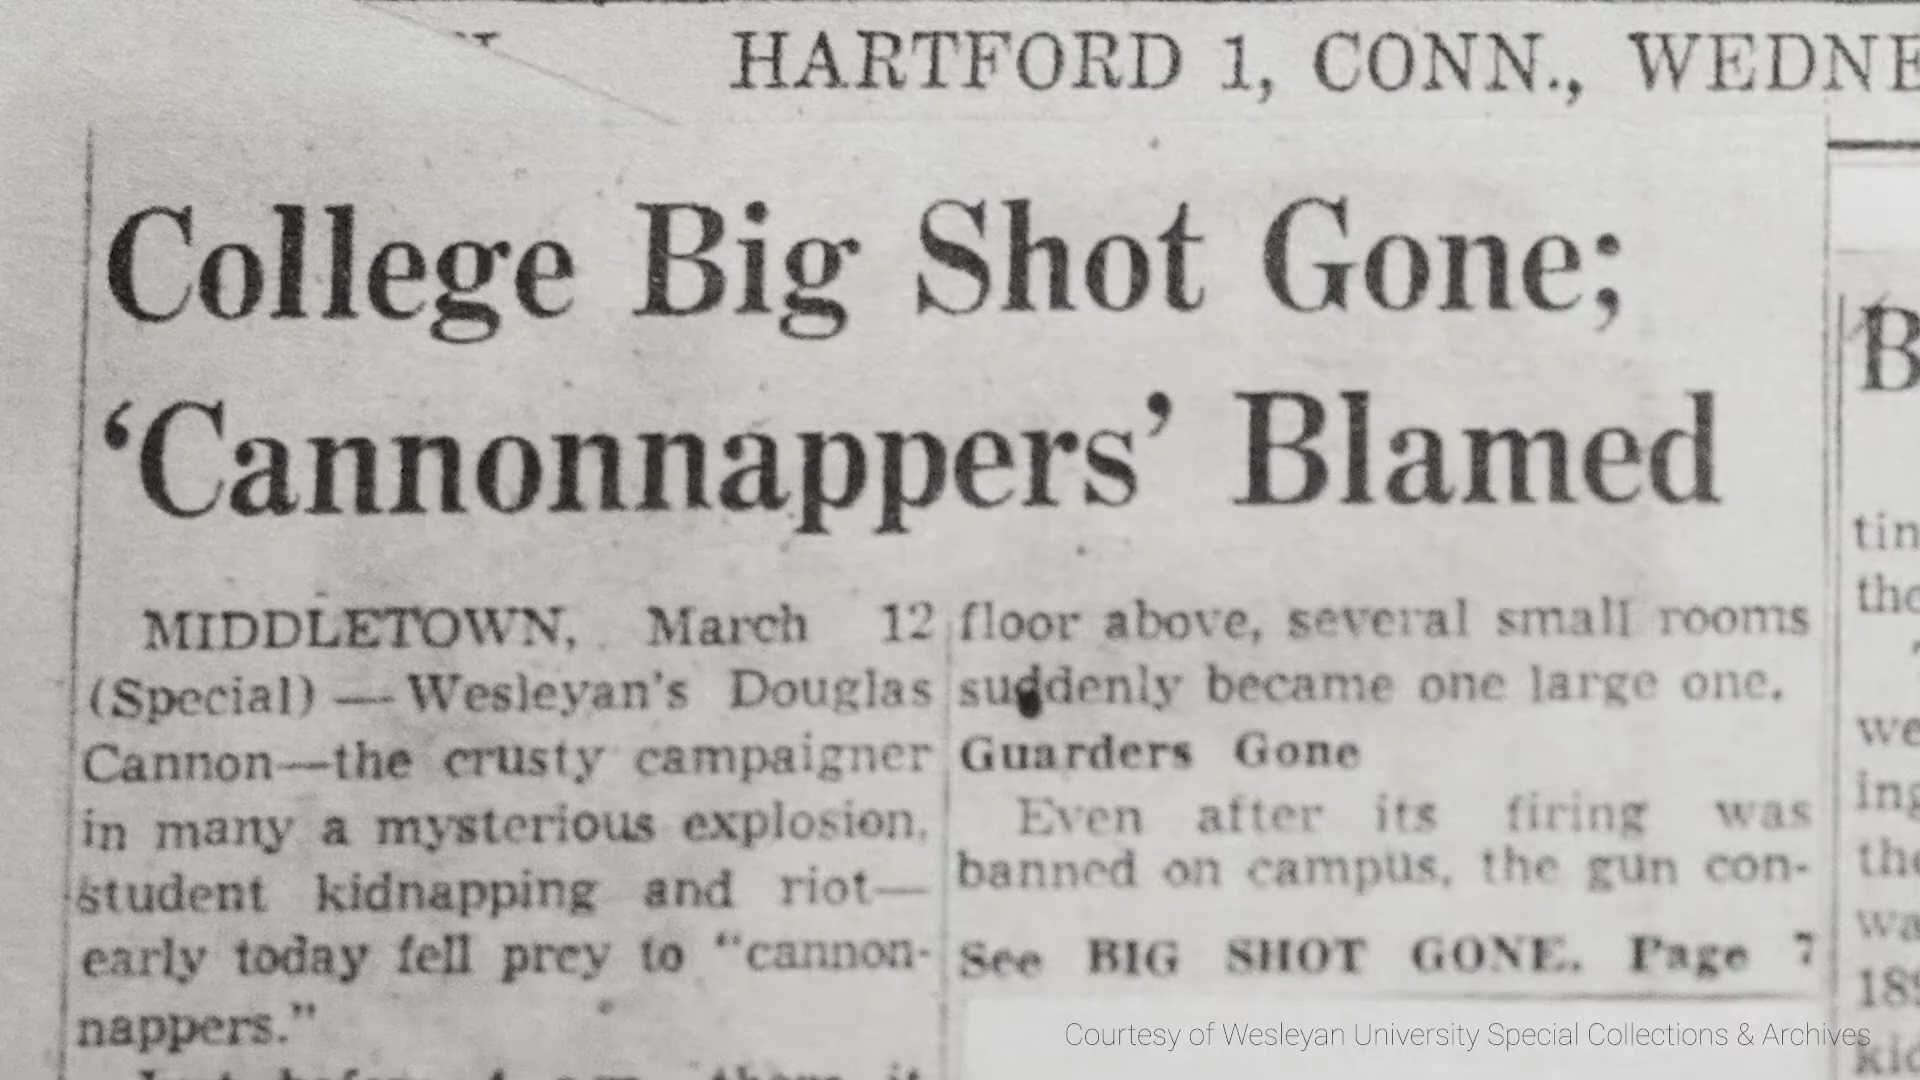 HARTFORD 1, CONN.,
College Big Shot Gone;
‘Cannonnappers’ Blamed
MIDDLETOWN, March 12
(Special) — Wesleyan's Douglas
Cannon—the crusty campaigner
in many a mysterious explosion,
student kidnapping and riot—
early today fell prey to “cannon-
nappers.”
floor above, several small rooms
suddenly became one large one.
Guarders Gone
Even after its firing was
banned on campus, the gun con-
See BIG SHOT GONE. Page 7
Courtesy of Wesleyan University Special Collections & Archives